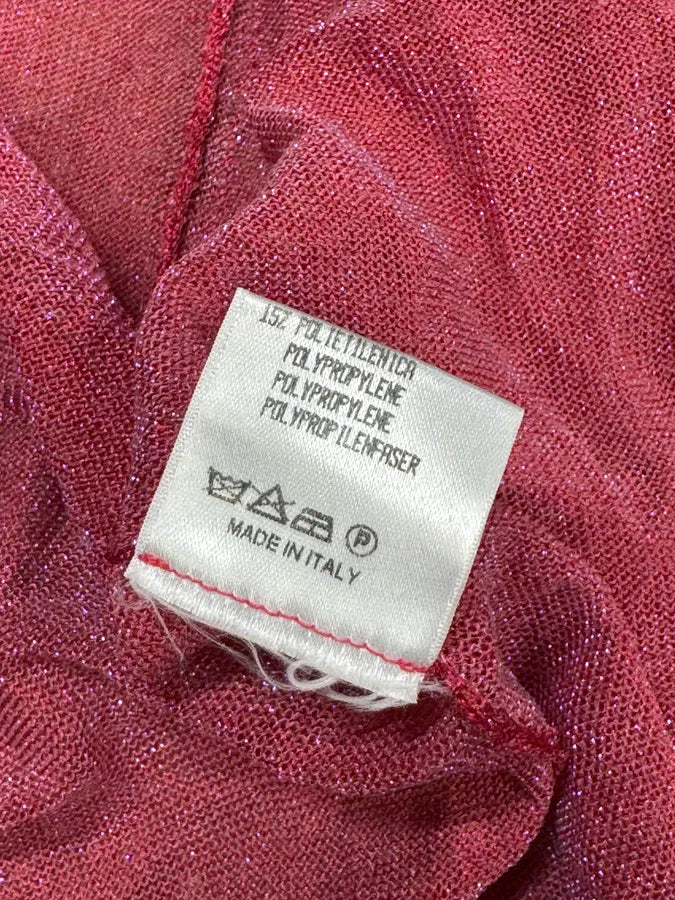 15% POLIETILENICA
POLYPROPYLENE
POLYPROPYLENE
POLYPROPILENFASER
P
MADE IN ITALY